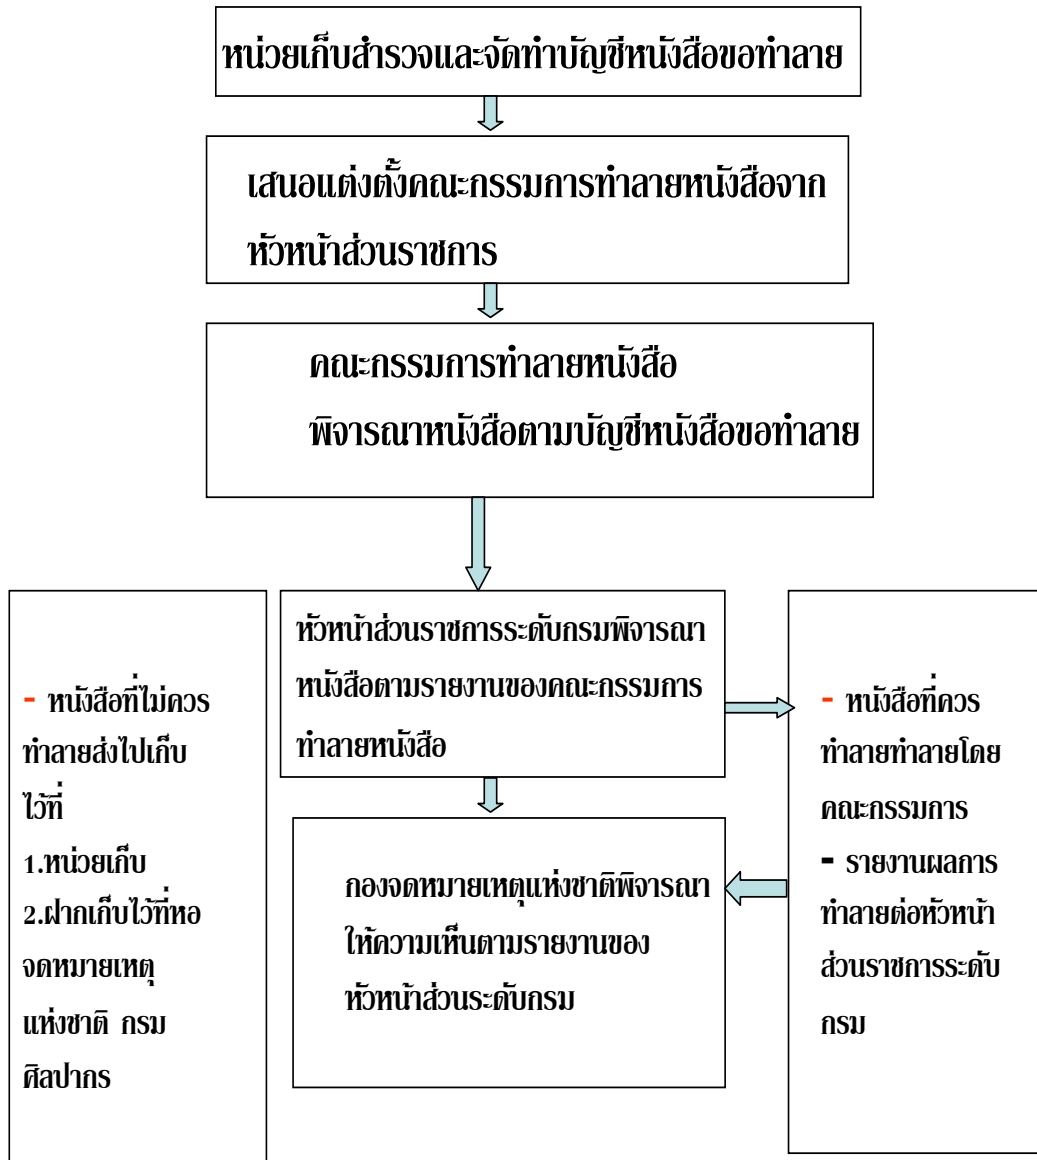 หน่วยเก็บสำรวจและจัดทำบัญชีหนังสือขอทำลาย
เสนอแต่งตั้งคณะกรรมการทำลายหนังสือจาก
หัวหน้าส่วนราชการ
คณะกรรมการทำลายหนังสือ
พิจารณาหนังสือตามบัญชีหนังสือขอทำลาย
- หนังสือที่ไม่ควร
ทำลายส่งไปเก็บ
ไว้ที่
1.หน่วยเก็บ
2.ฝากเก็บไว้ที่หอ
จดหมายเหตุ
แห่งชาติ กรม
ศิลปากร
หัวหน้าส่วนราชการระดับกรมพิจารณา
หนังสือตามรายงานของคณะกรรมการ
ทำลายหนังสือ
กองจดหมายเหตุแห่งชาติพิจารณา
ให้ความเห็นตามรายงานของ
หัวหน้าส่วนระดับกรม
- หนังสือที่ควร
ทำลายทำลายโดย
คณะกรรมการ
- รายงานผลการ
ทำลายต่อหัวหน้า
ส่วนราชการระดับ
กรม